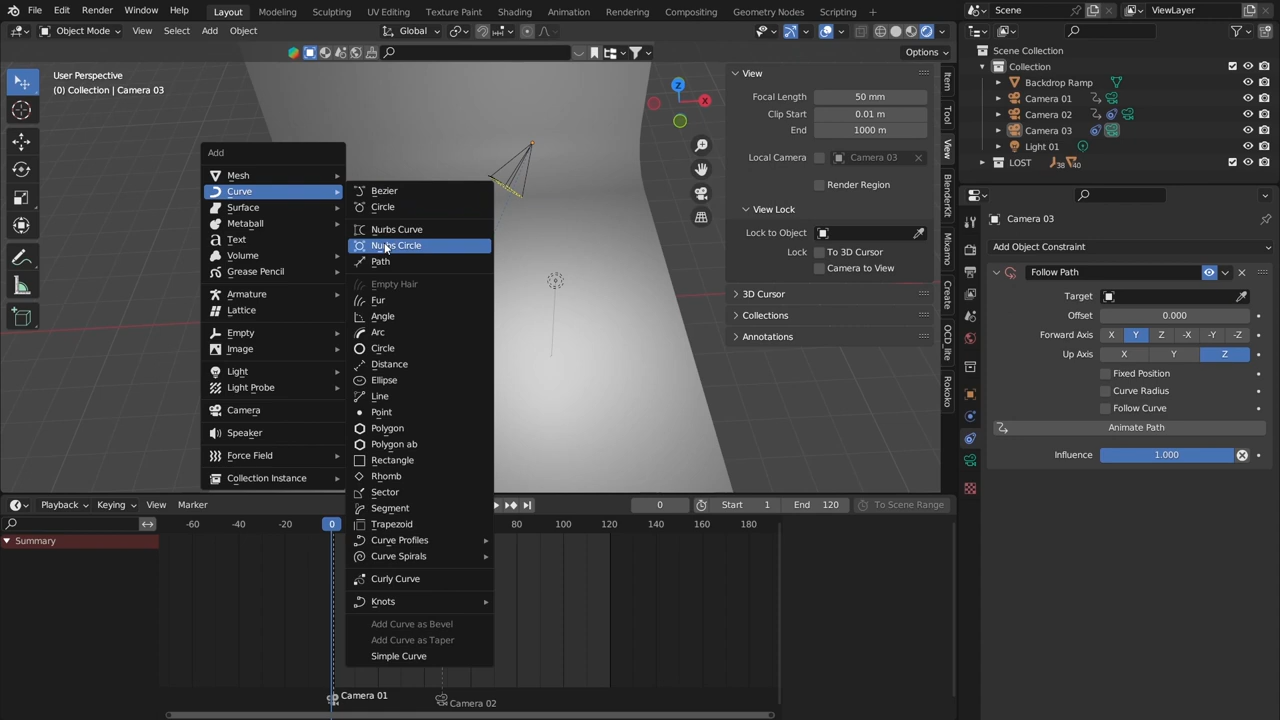 File Edit Render Window Help Layout Modeling Sculpting UV Editing Texture Paint Shading Animation Rendering Compositing Geometry Nodes Scripting + Scene ViewLayer
Object Mode View Select Add Object Global
Options
User Perspective
(0) Collection | Camera 03
X
Z
Add
Mesh
Curve
Surface
Metaball
Text
Volume
Grease Pencil
Armature
Lattice
Empty
Image
Light
Light Probe
Camera
Speaker
Force Field
Collection Instance
Bezier
Circle
Nurbs Curve
Nurbs Circle
Path
Empty Hair
Fur
Angle
Arc
Circle
Distance
Ellipse
Line
Point
Polygon
Polygon ab
Rectangle
Rhomb
Sector
Segment
Trapezoid
Curve Profiles
Curve Spirals
Curly Curve
Knots
Add Curve as Bevel
Add Curve as Taper
Simple Curve
View
Focal Length 50 mm
Clip Start 0.01 m
End 1000 m
Local Camera Camera 03
Render Region
View Lock
Lock to Object
Lock To 3D Cursor
Camera to View
3D Cursor
Collections
Annotations
Item
Tool
View
BlenderKit
Mixamo
Create
OCD_lite
Rokoko
Scene Collection
Collection
Backdrop Ramp
Camera 01
Camera 02
Camera 03
Light 01
LOST 38 40
Camera 03
Add Object Constraint
Follow Path
Target
Offset 0.000
Forward Axis X Y Z -X -Y -Z
Up Axis X Y Z
Fixed Position
Curve Radius
Follow Curve
Animate Path
Influence 1.000
Playback Keying View Marker 0 Start 1 End 120 To Scene Range
-60 -40 -20 0 80 100 120 140 160 180
Summary
Camera 01
Camera 02